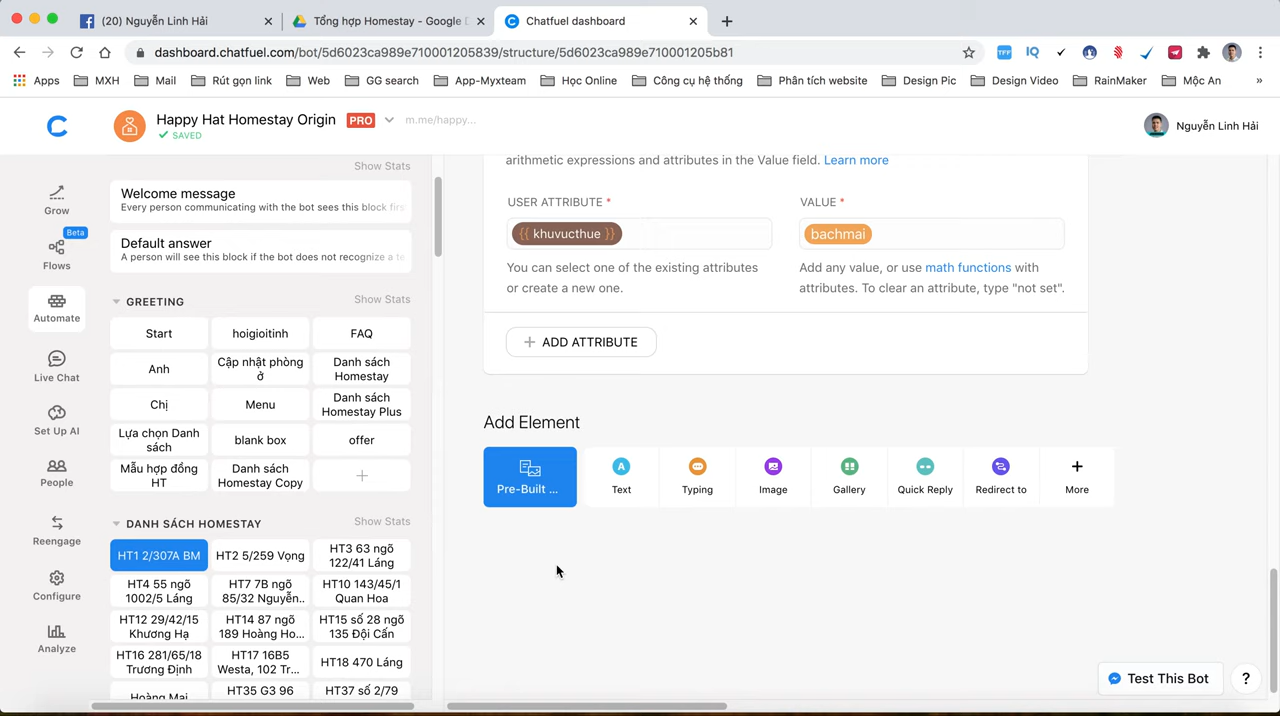 (20) Nguyễn Linh Hải
Tổng hợp Homestay - Google D
Chatfuel dashboard
dashboard.chatfuel.com/bot/5d6023ca989e710001205839/structure/5d6023ca989e710001205b81
TFF
IQ
Apps
MXH
Mail
Rút gọn link
Web
GG search
App-Myxteam
Học Online
Công cụ hệ thống
Phân tích website
Design Pic
Design Video
RainMaker
Mộc An
»
Happy Hat Homestay Origin
PRO
m.me/happy...
SAVED
Nguyễn Linh Hải
Grow
Beta
Flows
Automate
Live Chat
Set Up AI
People
Reengage
Configure
Analyze
Show Stats
Welcome message
Every person communicating with the bot sees this block firs
Default answer
A person will see this block if the bot does not recognize a te
GREETING
Show Stats
Start
hoigioitinh
FAQ
Anh
Cập nhật phòng
ở
Danh sách
Homestay
Chị
Menu
Danh sách
Homestay Plus
Lựa chọn Danh
sách
blank box
offer
Mẫu hợp đồng
HT
Danh sách
Homestay Copy
DANH SÁCH HOMESTAY
Show Stats
HT1 2/307A BM
HT2 5/259 Vọng
HT3 63 ngõ
122/41 Láng
HT4 55 ngõ
1002/5 Láng
HT7 7B ngõ
85/32 Nguyễn..
HT10 143/45/1
Quan Hoa
HT12 29/42/15
Khương Hạ
HT14 87 ngõ
189 Hoàng Ho...
HT15 số 28 ngõ
135 Đội Cấn
HT16 281/65/18
Trương Định
HT17 16B5
Westa, 102 Tr...
HT18 470 Láng
Hoàng Mai
HT35 G3 96
HT37 số 2/79
arithmetic expressions and attributes in the Value field. Learn more
USER ATTRIBUTE *
VALUE *
{{ khuvucthue }}
bachmai
You can select one of the existing attributes
or create a new one.
Add any value, or use math functions with
attributes. To clear an attribute, type "not set".
+ ADD ATTRIBUTE
Add Element
Pre-Built ...
A
Text
Typing
Image
Gallery
Quick Reply
Redirect to
More
Test This Bot
?